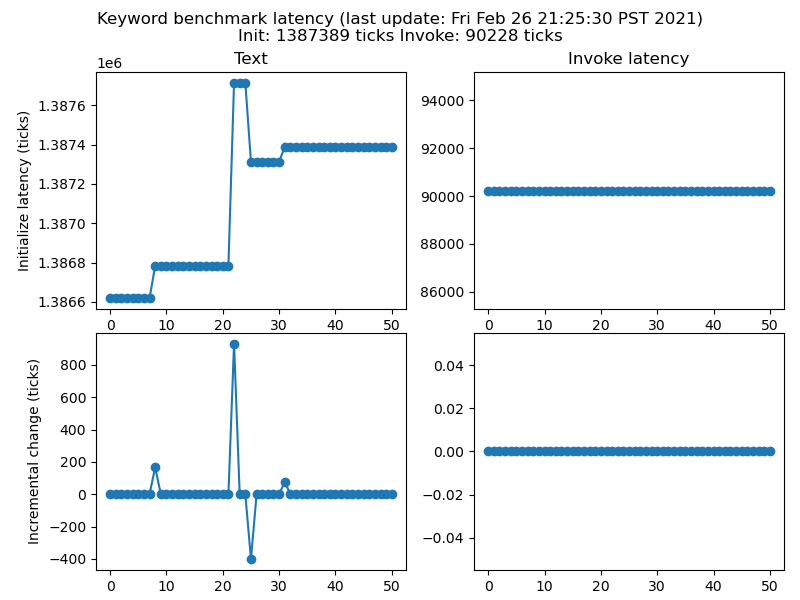 Keyword benchmark latency (last update: Fri Feb 26 21:25:30 PST 2021)
Init: 1387389 ticks Invoke: 90228 ticks
Text
Invoke latency
1e6
Initialize latency (ticks)
1.3876
1.3874
1.3872
1.3870
1.3868
1.3866
0 10 20 30 40 50
94000
92000
90000
88000
86000
0 10 20 30 40 50
Incremental change (ticks)
800
600
400
200
0
−200
−400
0 10 20 30 40 50
0.04
0.02
0.00
−0.02
−0.04
0 10 20 30 40 50